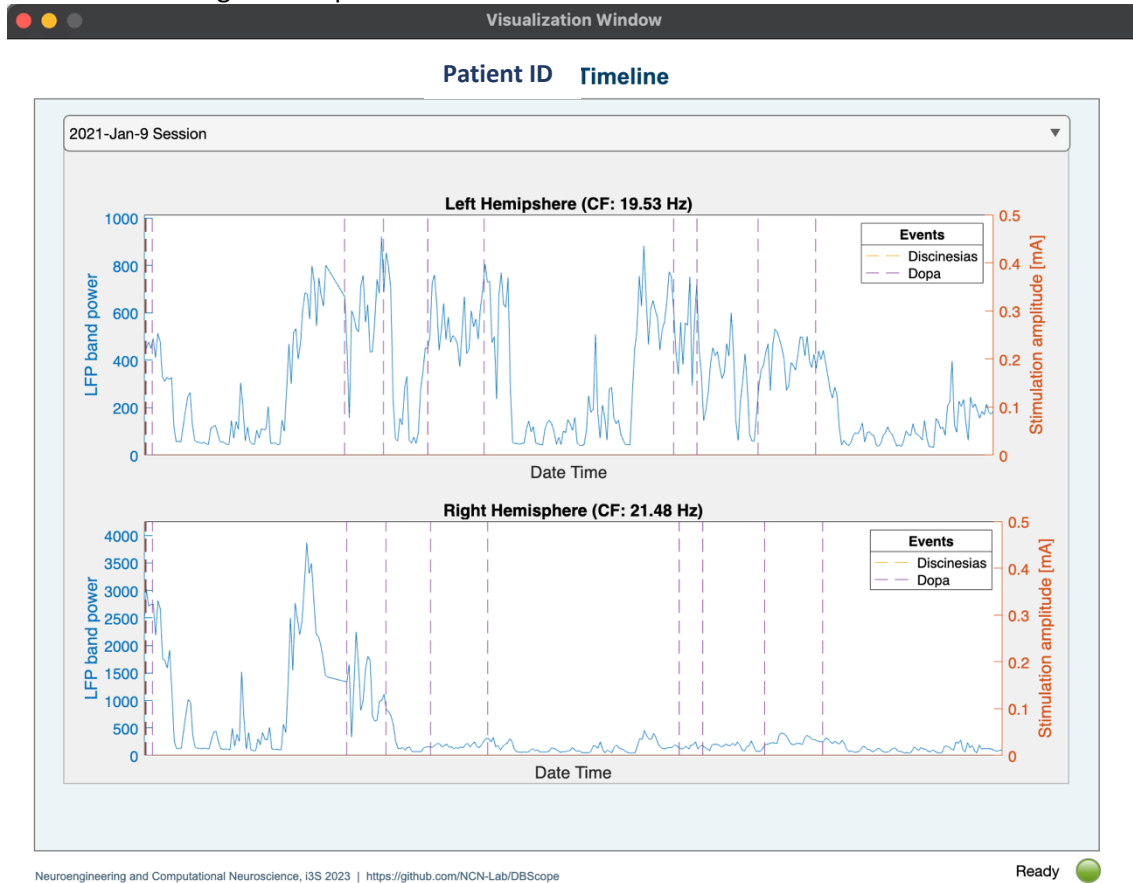 Visualization Window
Patient ID Timeline
2021-Jan-9 Session
Left Hemipshere (CF: 19.53 Hz)
1000
800
600
400
200
0
LFP band power
0.5
0.4
0.3
0.2
0.1
0
Stimulation amplitude [mA]
Events
Discinesias
Dopa
Date Time
Right Hemisphere (CF: 21.48 Hz)
4000
3500
3000
2500
2000
1500
1000
500
0
LFP band power
0.5
0.4
0.3
0.2
0.1
0
Stimulation amplitude [mA]
Events
Discinesias
Dopa
Date Time
Neuroengineering and Computational Neuroscience, i3S 2023 | https://github.com/NCN-Lab/DBScope
Ready